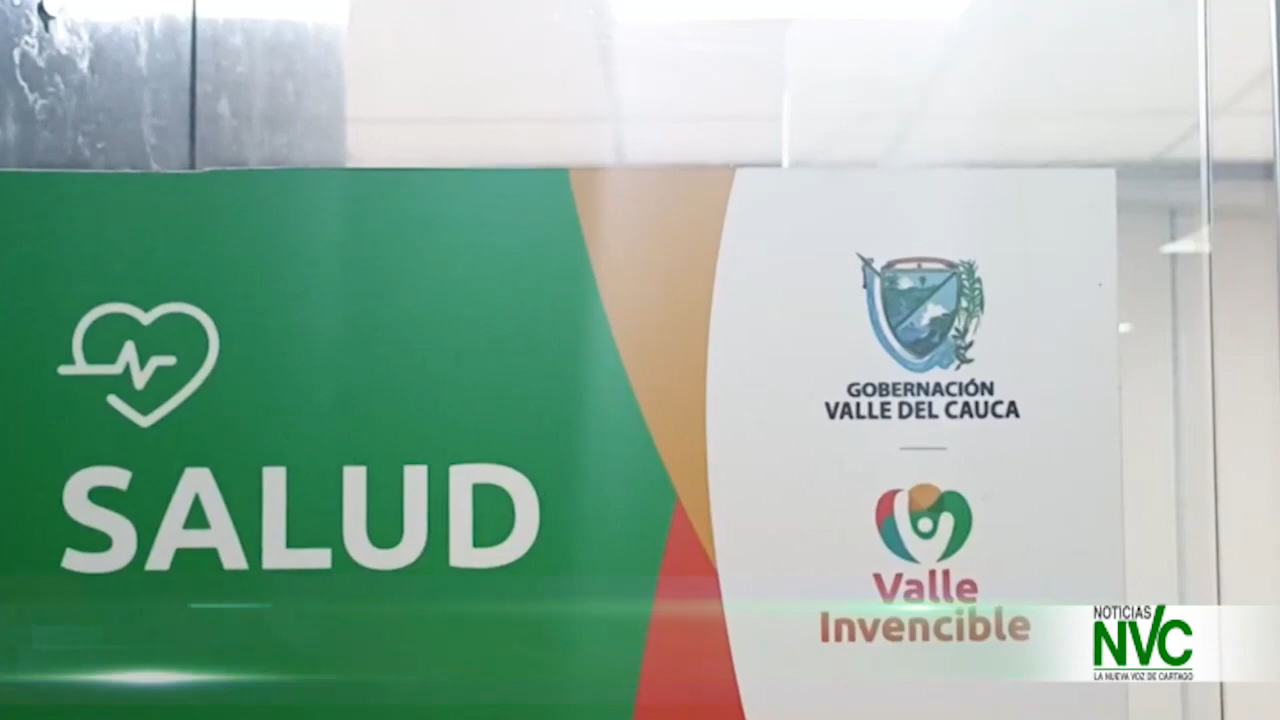 SALUD
GOBERNACIÓN
VALLE DEL CAUCA
Valle
Invencible
NOTICIAS
NVC
LA NUEVA VOZ DE CARTAGO